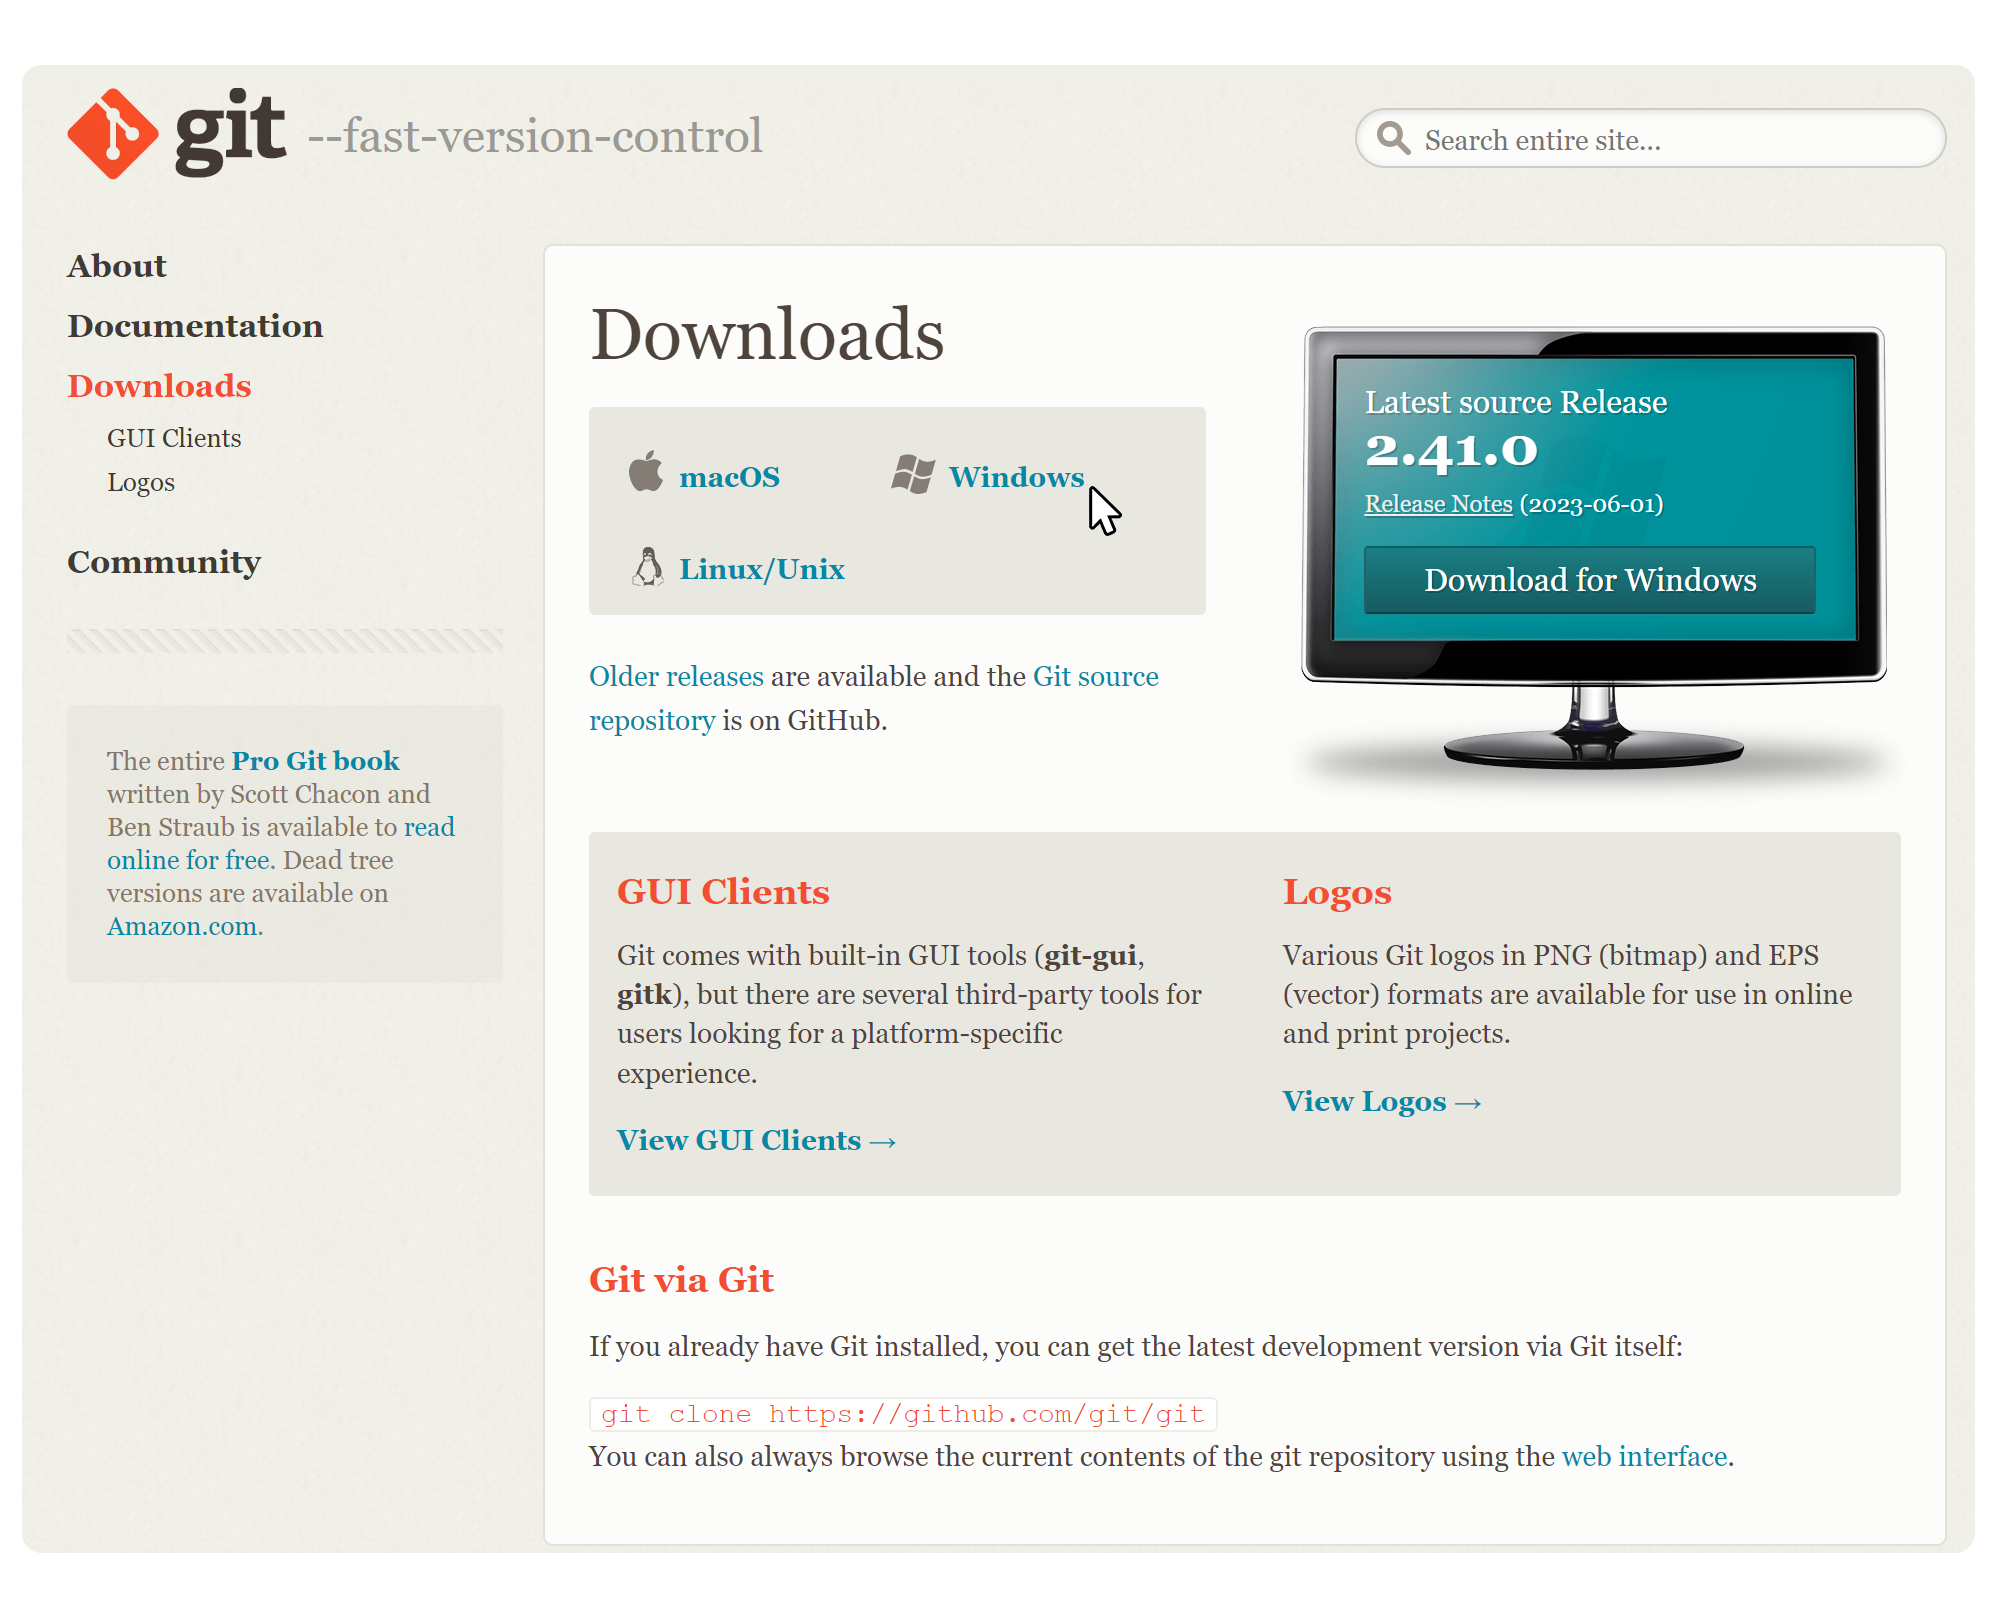 git --fast-version-control
Search entire site...
About
Documentation
Downloads
GUI Clients
Logos
Community
The entire Pro Git book
written by Scott Chacon and
Ben Straub is available to read
online for free. Dead tree
versions are available on
Amazon.com.
Downloads
macOS
Windows
Linux/Unix
Older releases are available and the Git source
repository is on GitHub.
Latest source Release
2.41.0
Release Notes (2023-06-01)
Download for Windows
GUI Clients
Git comes with built-in GUI tools (git-gui,
gitk), but there are several third-party tools for
users looking for a platform-specific
experience.
View GUI Clients →
Logos
Various Git logos in PNG (bitmap) and EPS
(vector) formats are available for use in online
and print projects.
View Logos →
Git via Git
If you already have Git installed, you can get the latest development version via Git itself:
git clone https://github.com/git/git
You can also always browse the current contents of the git repository using the web interface.